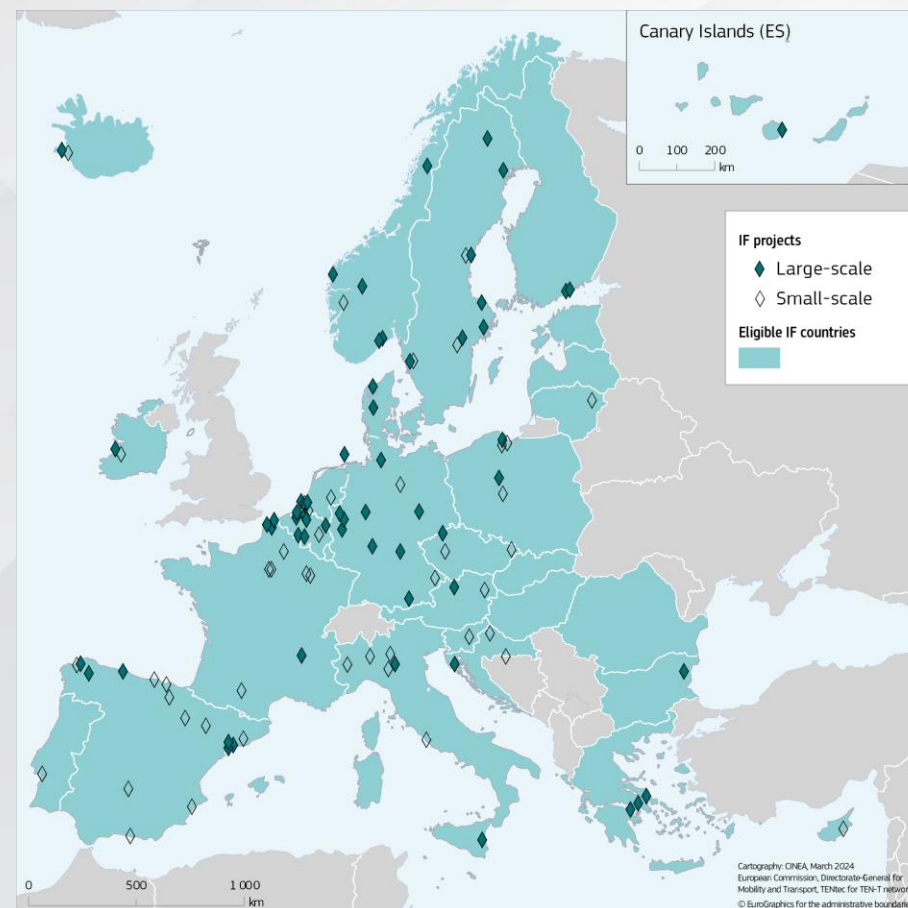 Canary Islands (ES)
0 100 200
km
IF projects
Large-scale
Small-scale
Eligible IF countries
0 500 1 000
km
Cartography: CINEA, March 2024
European Commission, Directorate-General for
Mobility and Transport, TENtec for TEN-T
© EuroGraphics for the administrative